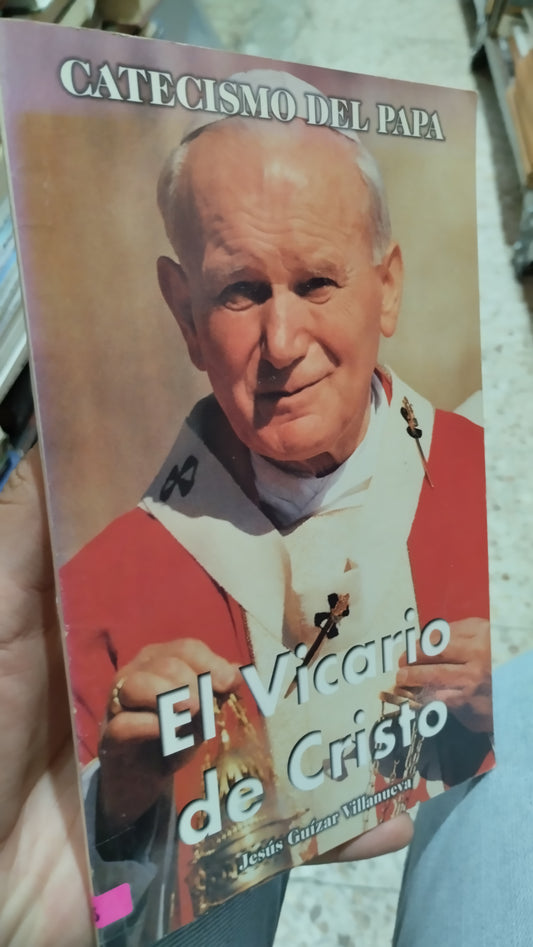 CATECISMO DEL PAPA
El Vicario
de Cristo
Jesús Guízar Villanueva